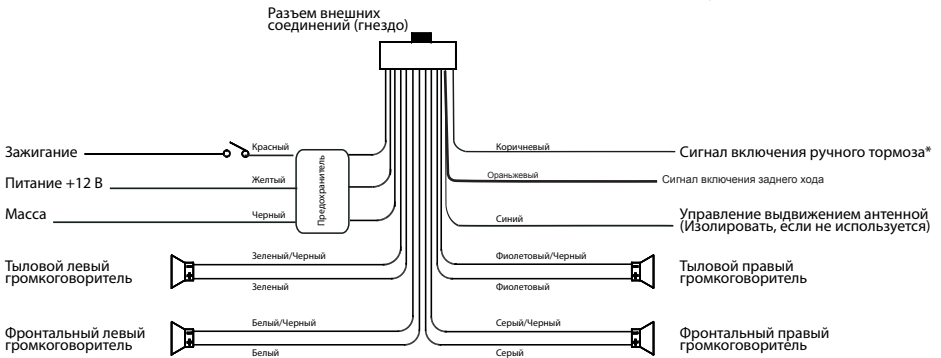 Разъем внешних
соединений (гнездо)
Зажигание
Красный
Коричневый
Сигнал включения ручного тормоза*
Питание +12 В
Желтый
Предохранитель
Ораньжевый
Сигнал включения заднего хода
Масса
Черный
Синий
Управление выдвижением антенной
(Изолировать, если не используется)
Тыловой левый
громкоговоритель
Зеленый/Черный
Зеленый
Фиолетовый/Черный
Фиолетовый
Тыловой правый
громкоговоритель
Фронтальный левый
громкоговоритель
Белый/Черный
Белый
Серый/Черный
Серый
Фронтальный правый
громкоговоритель